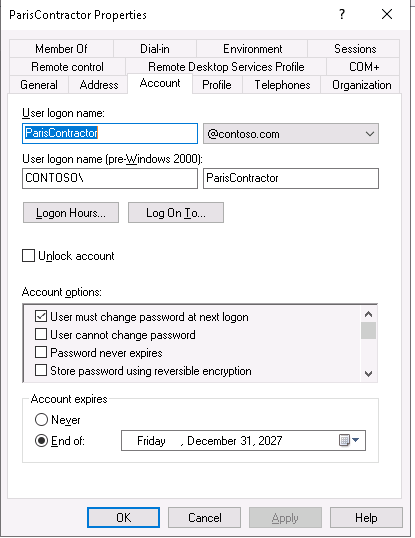 ParisContractor Properties ? ×
Member Of Dial-in Environment Sessions
Remote control Remote Desktop Services Profile COM+
General Address Account Profile Telephones Organization
User logon name:
ParisContractor @contoso.com
User logon name (pre-Windows 2000):
CONTOSO\ ParisContractor
Logon Hours... Log On To...
Unlock account
Account options:
User must change password at next logon
User cannot change password
Password never expires
Store password using reversible encryption
Account expires
Never
End of: Friday , December 31, 2027
OK Cancel Apply Help